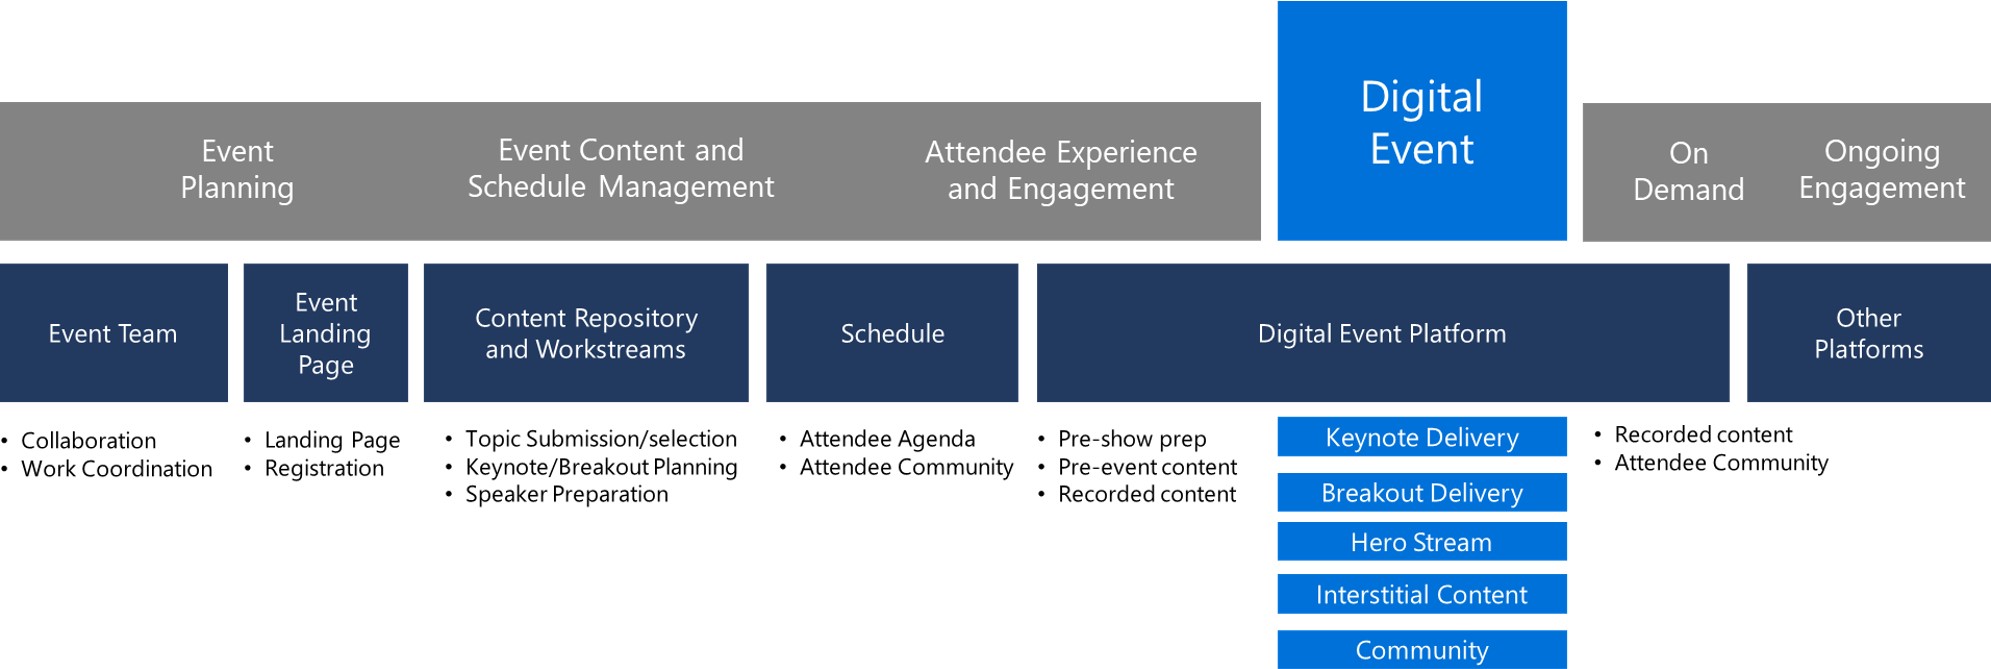 Event
Planning
Event Content and
Schedule Management
Attendee Experience
and Engagement
Digital
Event
On
Demand
Ongoing
Engagement
Event Team
Event
Landing
Page
Content Repository
and Workstreams
Schedule
Digital Event Platform
Other
Platforms
• Collaboration
• Work Coordination
• Landing Page
• Registration
• Topic Submission/selection
• Keynote/Breakout Planning
• Speaker Preparation
• Attendee Agenda
• Attendee Community
• Pre-show prep
• Pre-event content
• Recorded content
Keynote Delivery
Breakout Delivery
Hero Stream
Interstitial Content
Community
• Recorded content
• Attendee Community